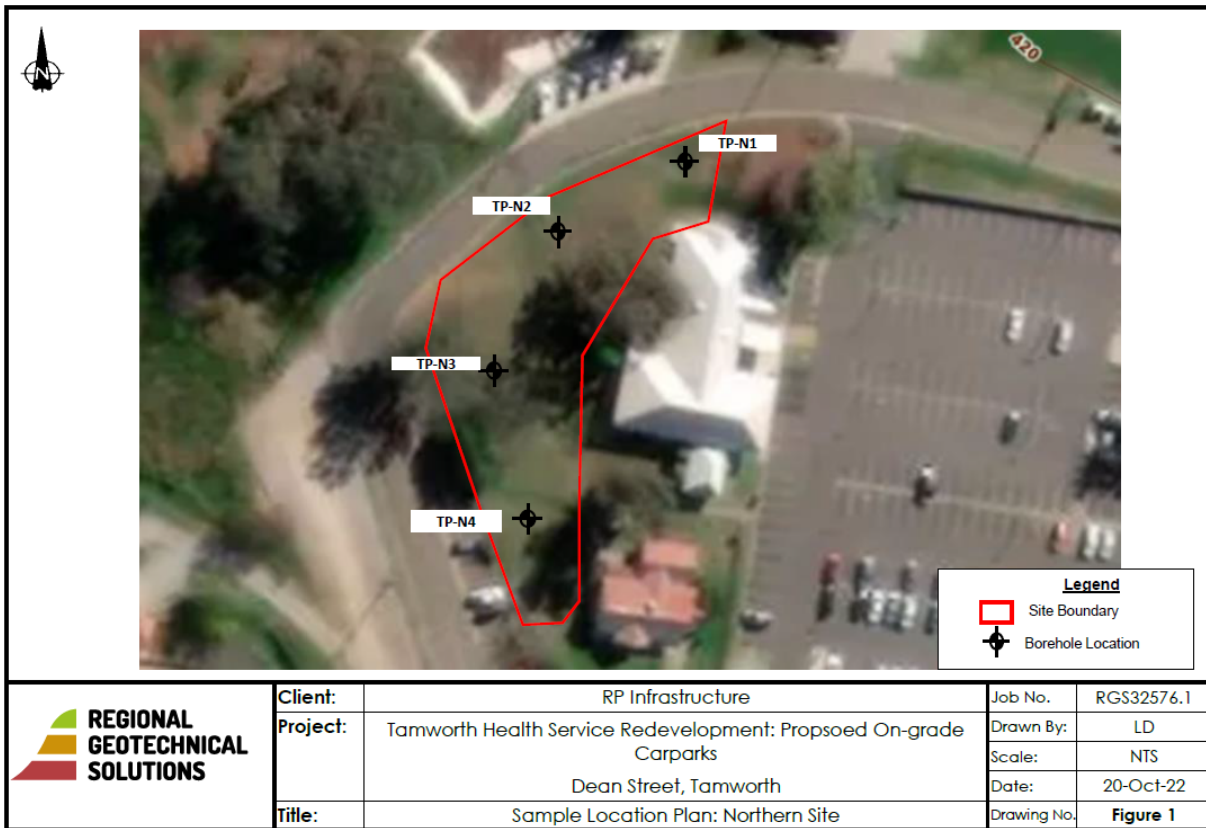 N
420
TP-N1
TP-N2
TP-N3
TP-N4
Legend
Site Boundary
Borehole Location
REGIONAL
GEOTECHNICAL
SOLUTIONS
Client:
RP Infrastructure
Job No.
RGS32576.1
Project:
Tamworth Health Service Redevelopment: Propsoed On-grade
Carparks
Dean Street, Tamworth
Drawn By:
LD
Scale:
NTS
Date:
20-Oct-22
Title:
Sample Location Plan: Northern Site
Drawing No.
Figure 1